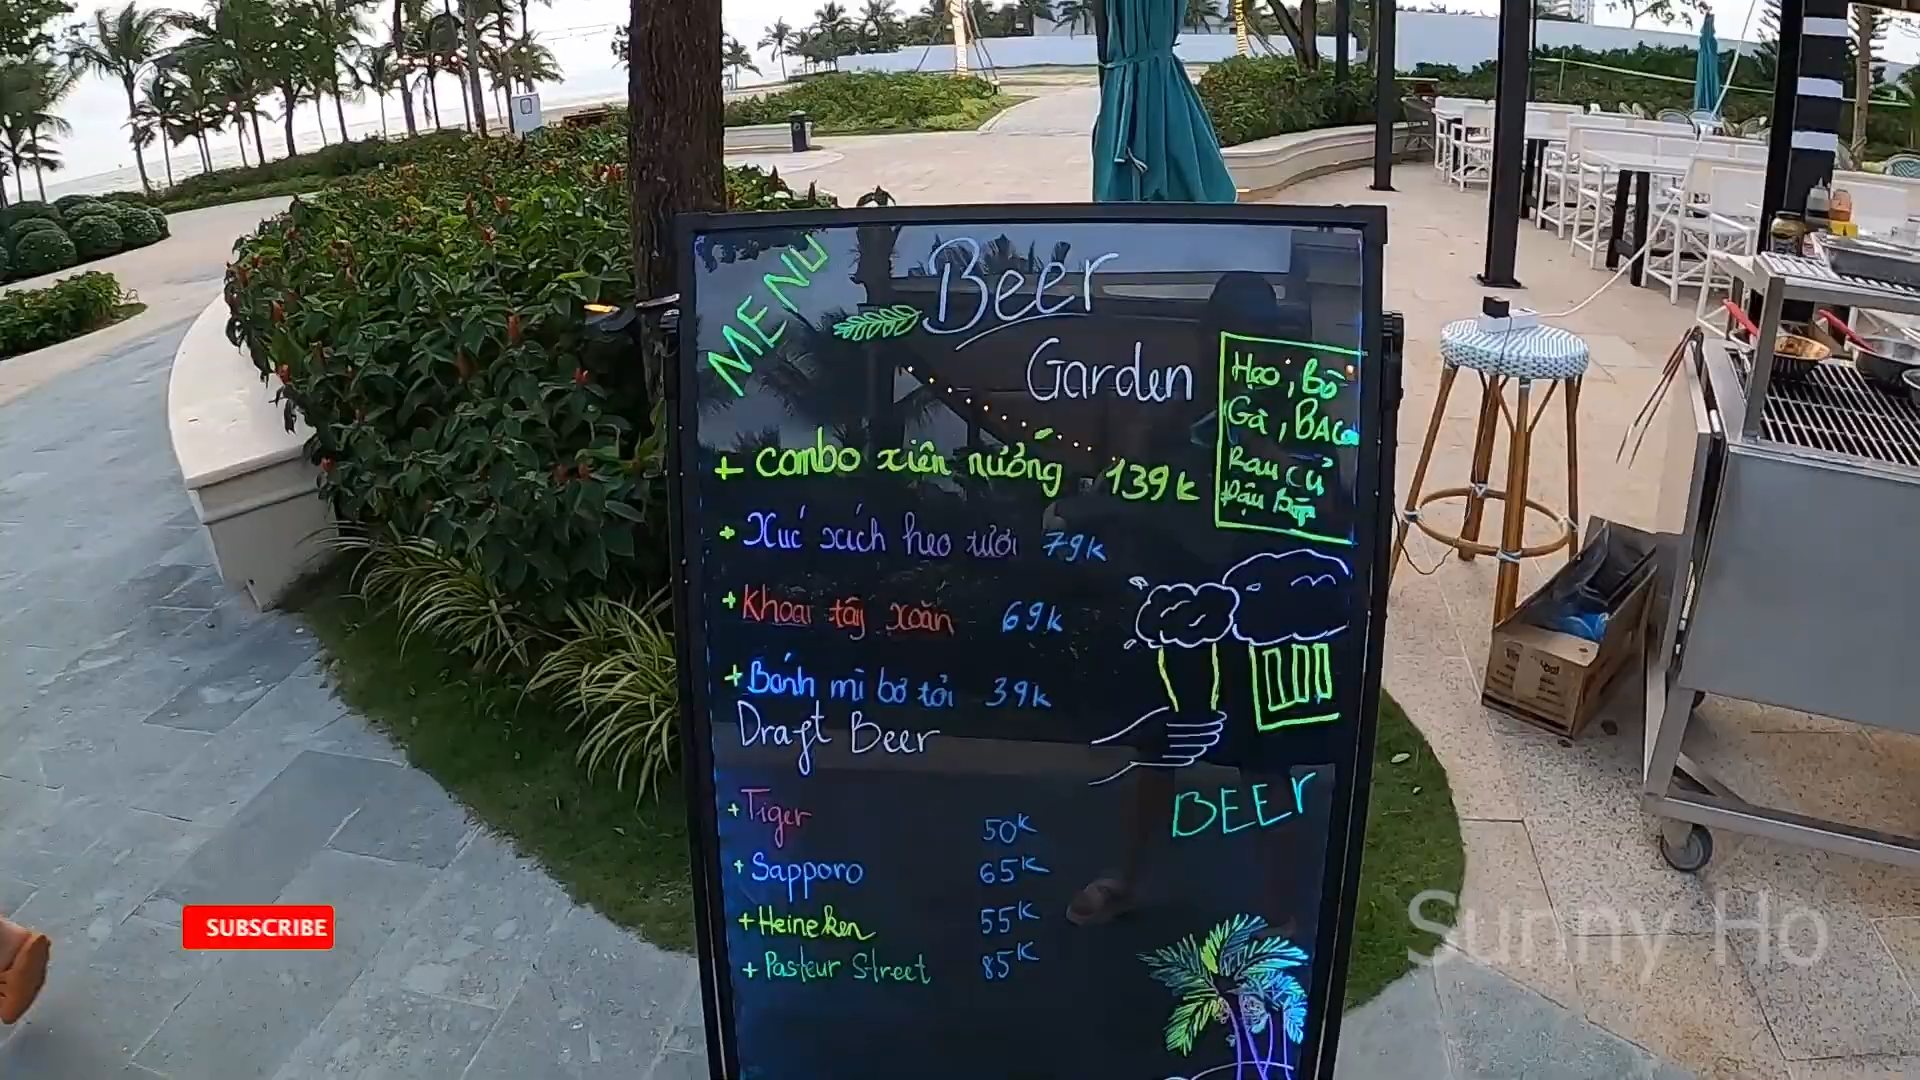 MENU
Beer
Garden
Heo, Bò
Gà, BAcon
Rau củ
Đậu Bắp
+ Combo xiên nướng 139k
+ Xúc xích heo tươi 79k
+ Khoai tây xoắn 69k
+ Bánh mì bơ tỏi 39k
Draft Beer
+ Tiger 50K
+ Sapporo 65K
+ Heineken 55K
+ Pasteur Street 85K
BEEr
SUBSCRIBE
Sunny Ho